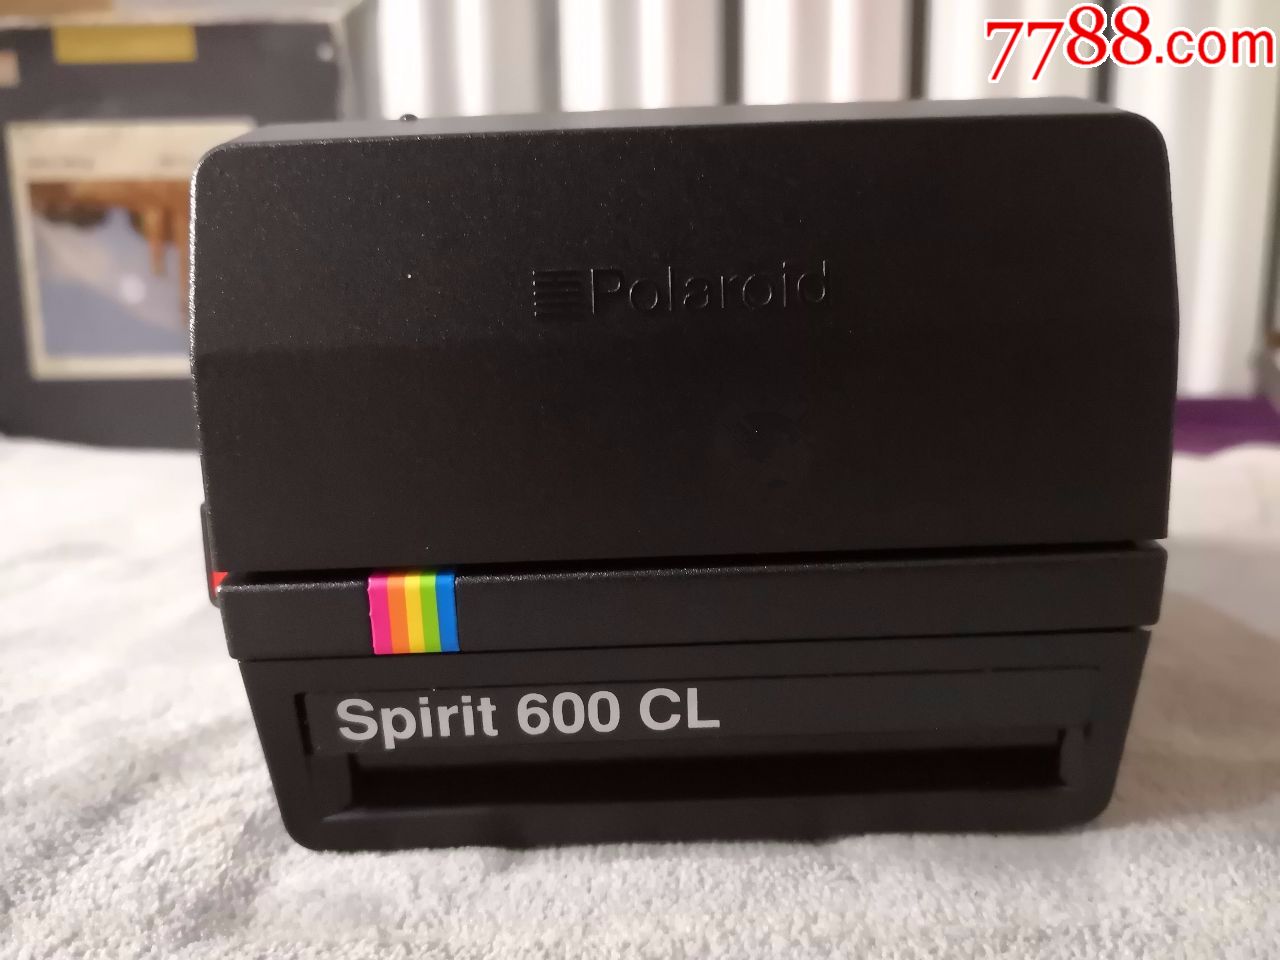 7788.com
Polaroid
Spirit 600 CL